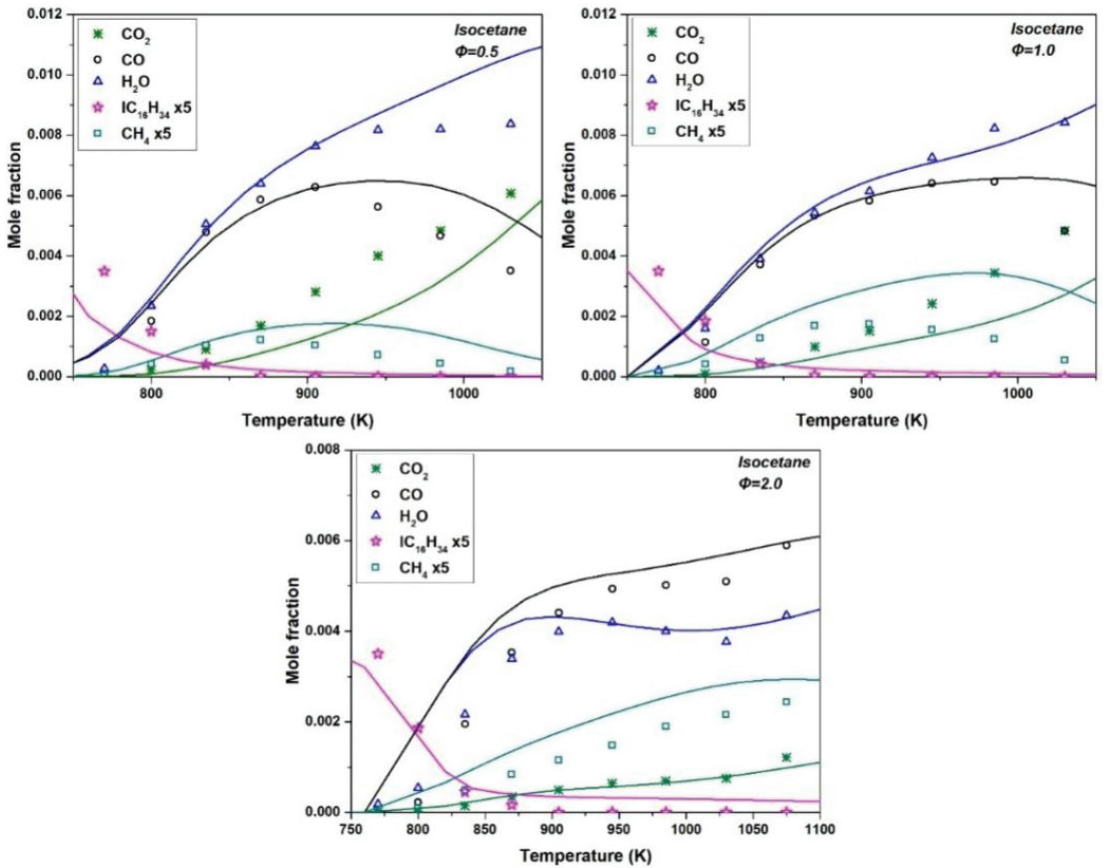 0.012
0.010
0.008
0.006
0.004
0.002
0.000
Mole fraction
CO₂
CO
H₂O
IC₁₆H₃₄ x5
CH₄ x5
Isocetane
Φ=0.5
800
900
1000
Temperature (K)
0.012
0.010
0.008
0.006
0.004
0.002
0.000
Mole fraction
CO₂
CO
H₂O
IC₁₆H₃₄ x5
CH₄ x5
Isocetane
Φ=1.0
800
900
1000
Temperature (K)
0.008
0.006
0.004
0.002
0.000
Mole fraction
CO₂
CO
H₂O
IC₁₆H₃₄ x5
CH₄ x5
Isocetane
Φ=2.0
750
800
850
900
950
1000
1050
1100
Temperature (K)